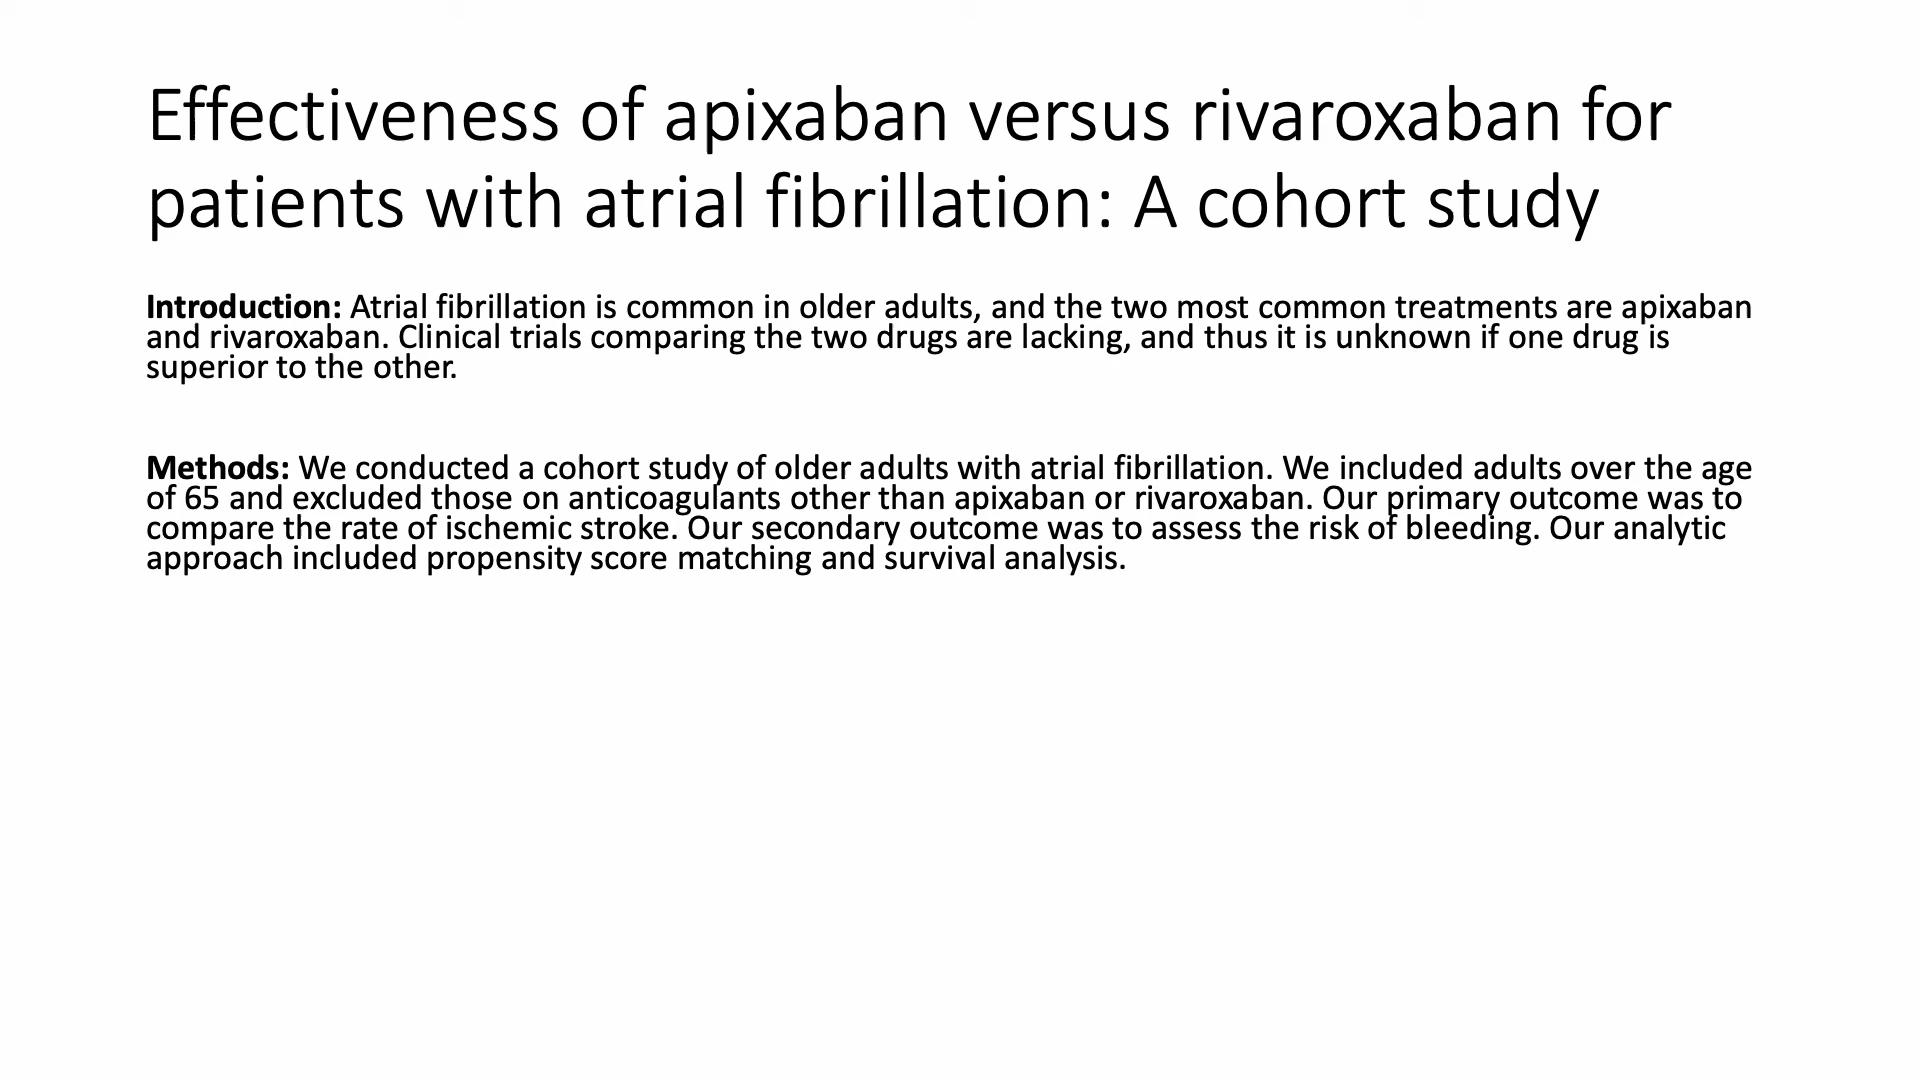 Effectiveness of apixaban versus rivaroxaban for
patients with atrial fibrillation: A cohort study
Introduction: Atrial fibrillation is common in older adults, and the two most common treatments are apixaban
and rivaroxaban. Clinical trials comparing the two drugs are lacking, and thus it is unknown if one drug is
superior to the other.
Methods: We conducted a cohort study of older adults with atrial fibrillation. We included adults over the age
of 65 and excluded those on anticoagulants other than apixaban or rivaroxaban. Our primary outcome was to
compare the rate of ischemic stroke. Our secondary outcome was to assess the risk of bleeding. Our analytic
approach included propensity score matching and survival analysis.